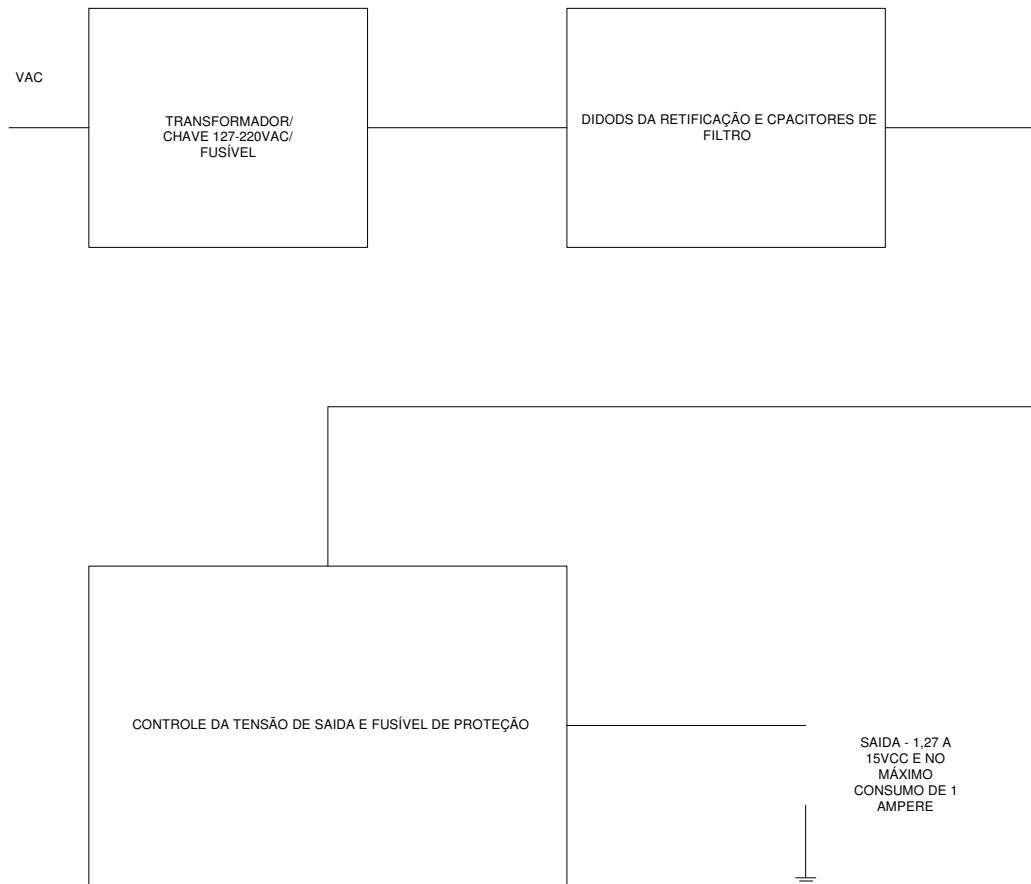 VAC
TRANSFORMADOR/
CHAVE 127-220VAC/
FUSÍVEL
DIDODS DA RETIFICAÇÃO E CPACITORES DE
FILTRO
CONTROLE DA TENSÃO DE SAIDA E FUSÍVEL DE PROTEÇÃO
SAIDA - 1,27 A
15VCC E NO
MÁXIMO
CONSUMO DE 1
AMPERE